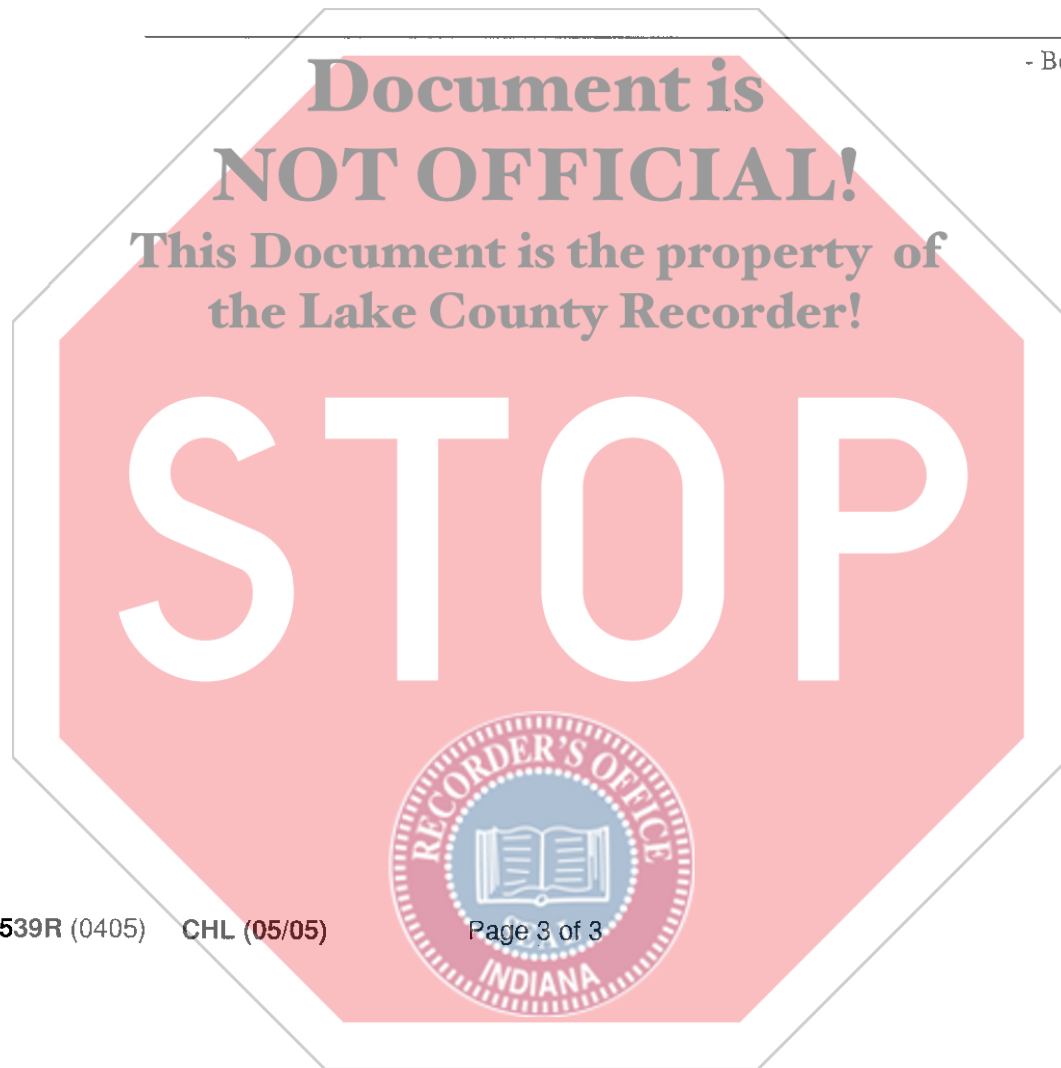 Document is
NOT OFFICIAL!
This Document is the property of
the Lake County Recorder!
STOP
RECORDER'S OFFICE
SEAL
INDIANA
539R (0405) CHL (05/05) Page 3 of 3